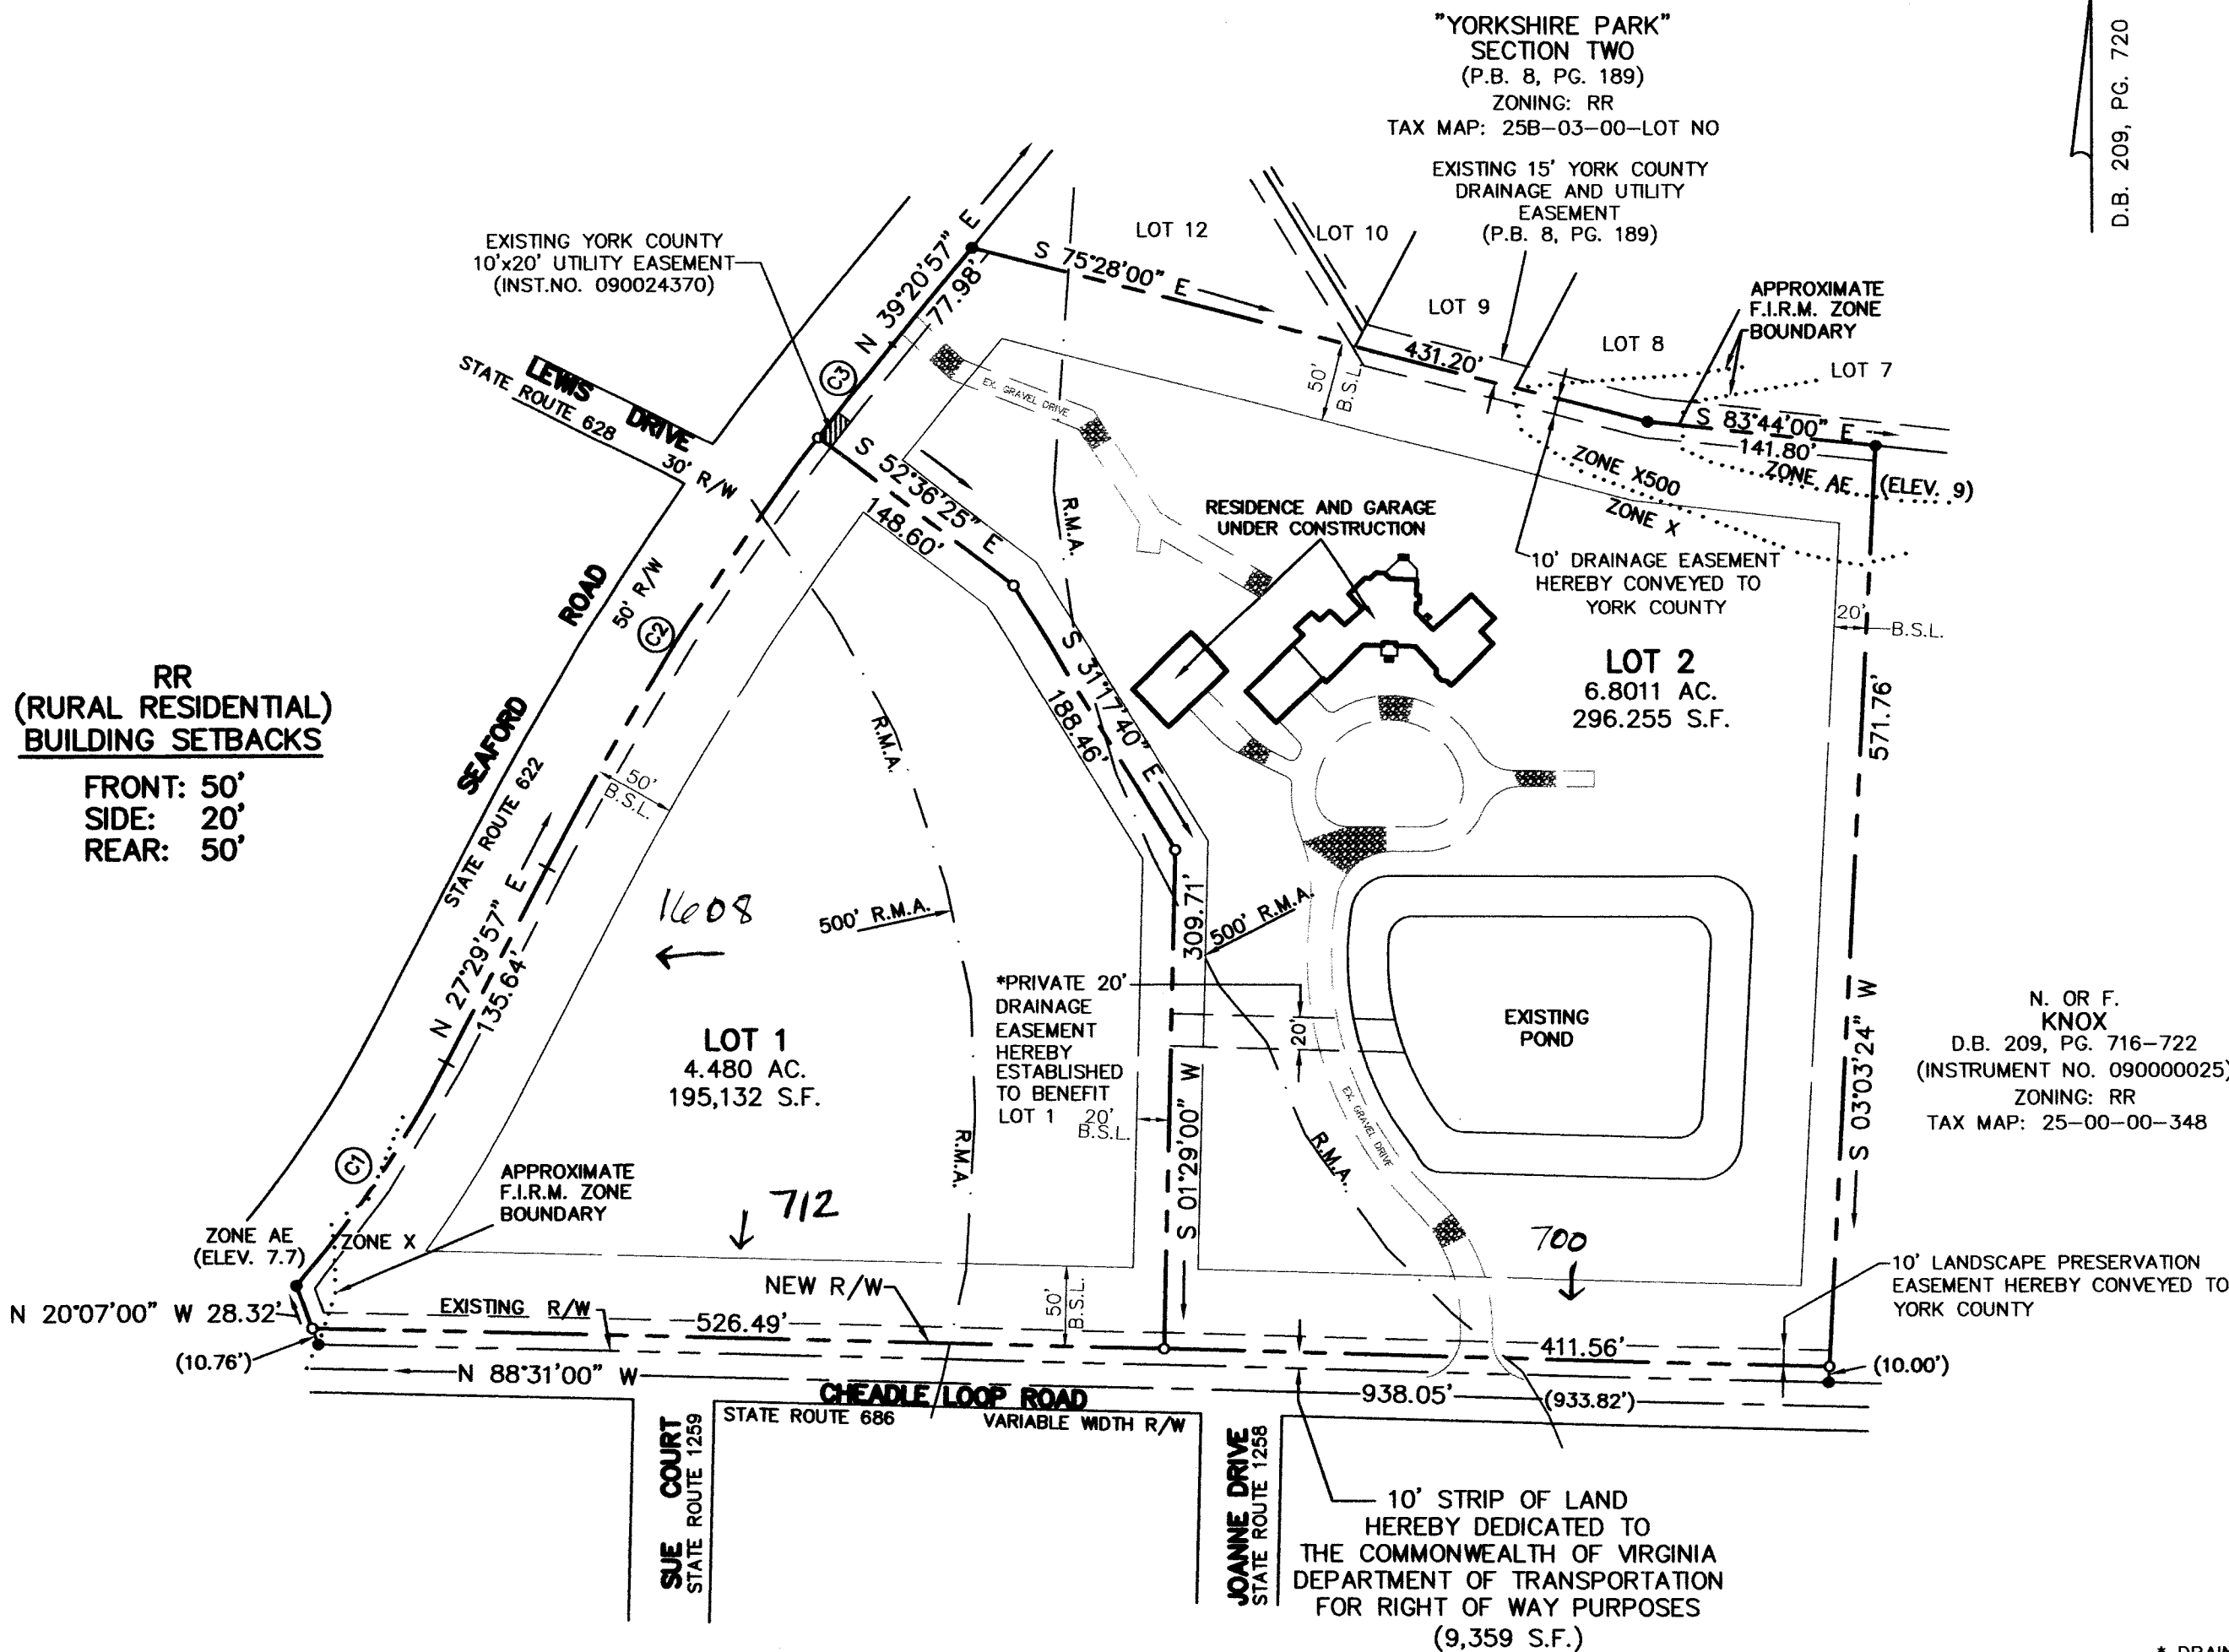 "YORKSHIRE PARK"
SECTION TWO
(P.B. 8, PG. 189)
ZONING: RR
TAX MAP: 25B-03-00-LOT NO
D.B. 209, PG. 720
EXISTING 15' YORK COUNTY
DRAINAGE AND UTILITY
EASEMENT
(P.B. 8, PG. 189)
EXISTING YORK COUNTY
10'x20' UTILITY EASEMENT
(INST.NO. 090024370)
N 39°20'57" E
77.98'
LOT 12
LOT 10
LOT 9
LOT 8
LOT 7
S 75°28'00" E
431.20'
APPROXIMATE
F.I.R.M. ZONE
BOUNDARY
S 83°44'00" E
141.80'
ZONE X500
ZONE AE (ELEV. 9)
ZONE X
50'
B.S.L.
LEWIS DRIVE
STATE ROUTE 628
30' R/W
C3
EX. GRAVEL DRIVE
S 52°36'25" E
148.60'
R.M.A.
RESIDENCE AND GARAGE
UNDER CONSTRUCTION
10' DRAINAGE EASEMENT
HEREBY CONVEYED TO
YORK COUNTY
20'
B.S.L.
SEAFORD ROAD
STATE ROUTE 622
50' R/W
C2
RR
(RURAL RESIDENTIAL)
BUILDING SETBACKS
FRONT: 50'
SIDE: 20'
REAR: 50'
50'
B.S.L.
R.M.A.
S 31°17'40" E
188.46'
LOT 2
6.8011 AC.
296.255 S.F.
571.76'
S 03°03'24" W
N 27°29'57" E
135.64'
1608
500' R.M.A.
309.71'
500' R.M.A.
*PRIVATE 20'
DRAINAGE
EASEMENT
HEREBY
ESTABLISHED
TO BENEFIT
LOT 1
20'
B.S.L.
20'
EXISTING
POND
N. OR F.
KNOX
D.B. 209, PG. 716-722
(INSTRUMENT NO. 090000025)
ZONING: RR
TAX MAP: 25-00-00-348
LOT 1
4.480 AC.
195,132 S.F.
EX. GRAVEL DRIVE
R.M.A.
R.M.A.
S 01°29'00" W
C1
APPROXIMATE
F.I.R.M. ZONE
BOUNDARY
712
700
ZONE AE
(ELEV. 7.7)
ZONE X
NEW R/W
50'
B.S.L.
10' LANDSCAPE PRESERVATION
EASEMENT HEREBY CONVEYED TO
YORK COUNTY
N 20°07'00" W 28.32'
EXISTING R/W
526.49'
411.56'
(10.76')
(10.00')
N 88°31'00" W
938.05'
(933.82')
CHEADLE LOOP ROAD
STATE ROUTE 686
VARIABLE WIDTH R/W
SUE COURT
STATE ROUTE 1259
JOANNE DRIVE
STATE ROUTE 1258
10' STRIP OF LAND
HEREBY DEDICATED TO
THE COMMONWEALTH OF VIRGINIA
DEPARTMENT OF TRANSPORTATION
FOR RIGHT OF WAY PURPOSES
(9,359 S.F.)